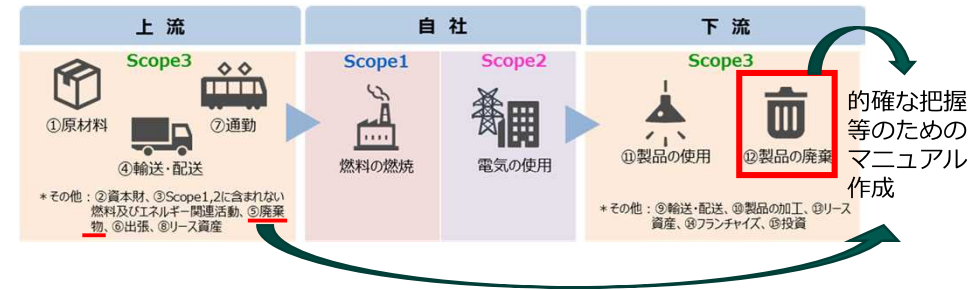 上 流
自 社
下 流
Scope3
Scope1
Scope2
Scope3
①原材料
⑦通勤
④輸送・配送
*その他：②資本財、③Scope1,2に含まれない
燃料及びエネルギー関連活動、⑤廃棄
物、⑥出張、⑧リース資産
燃料の燃焼
電気の使用
⑪製品の使用
⑫製品の廃棄
*その他：⑨輸送・配送、⑩製品の加工、⑬リース
資産、⑭フランチャイズ、⑮投資
的確な把握
等のための
マニュアル
作成